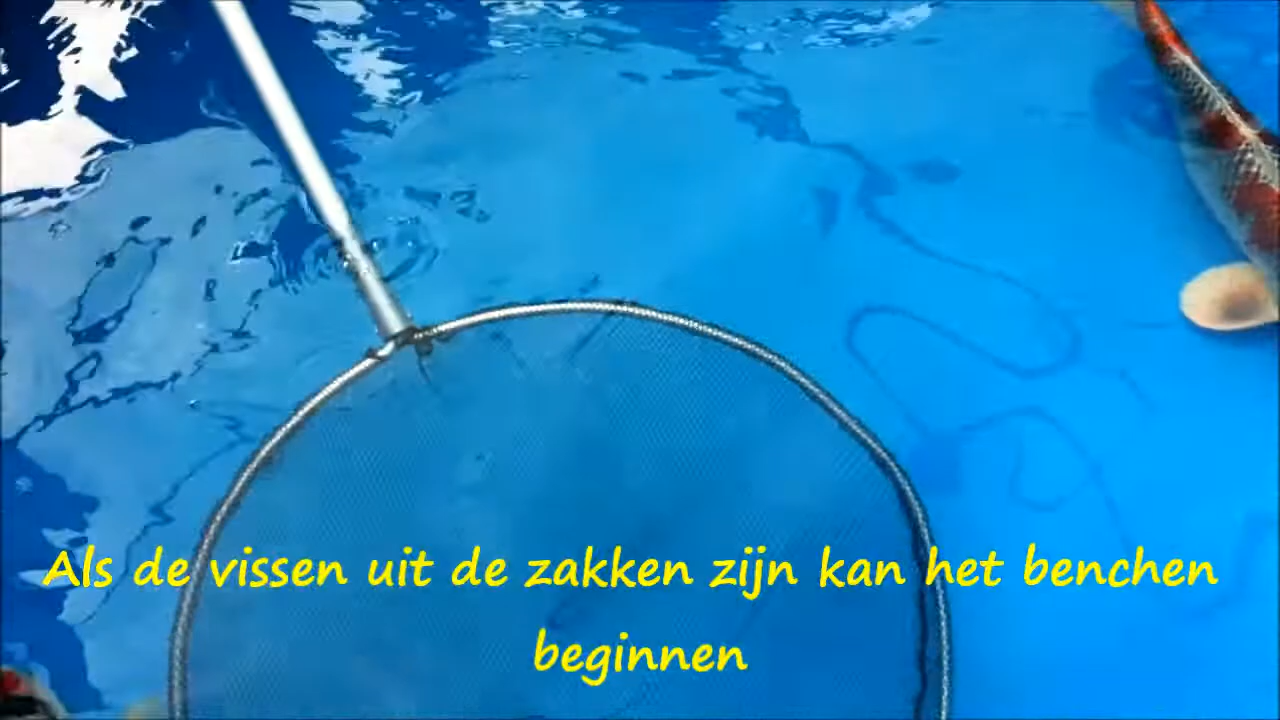 Als de vissen uit de zakken zijn kan het benchen
beginnen